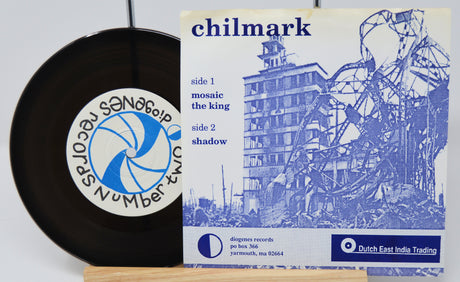 diogenes records number two
chilmark
side 1
mosaic
the king
side 2
shadow
diogenes records
po box 366
yarmouth, ma 02664
Dutch East India Trading